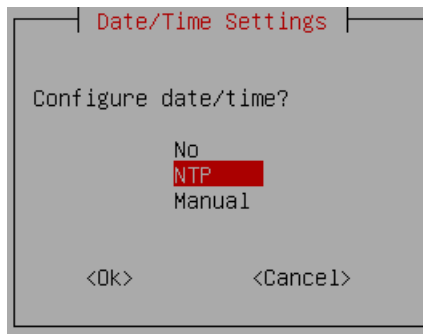 Date/Time Settings
Configure date/time?
No
NTP
Manual
<Ok> <Cancel>